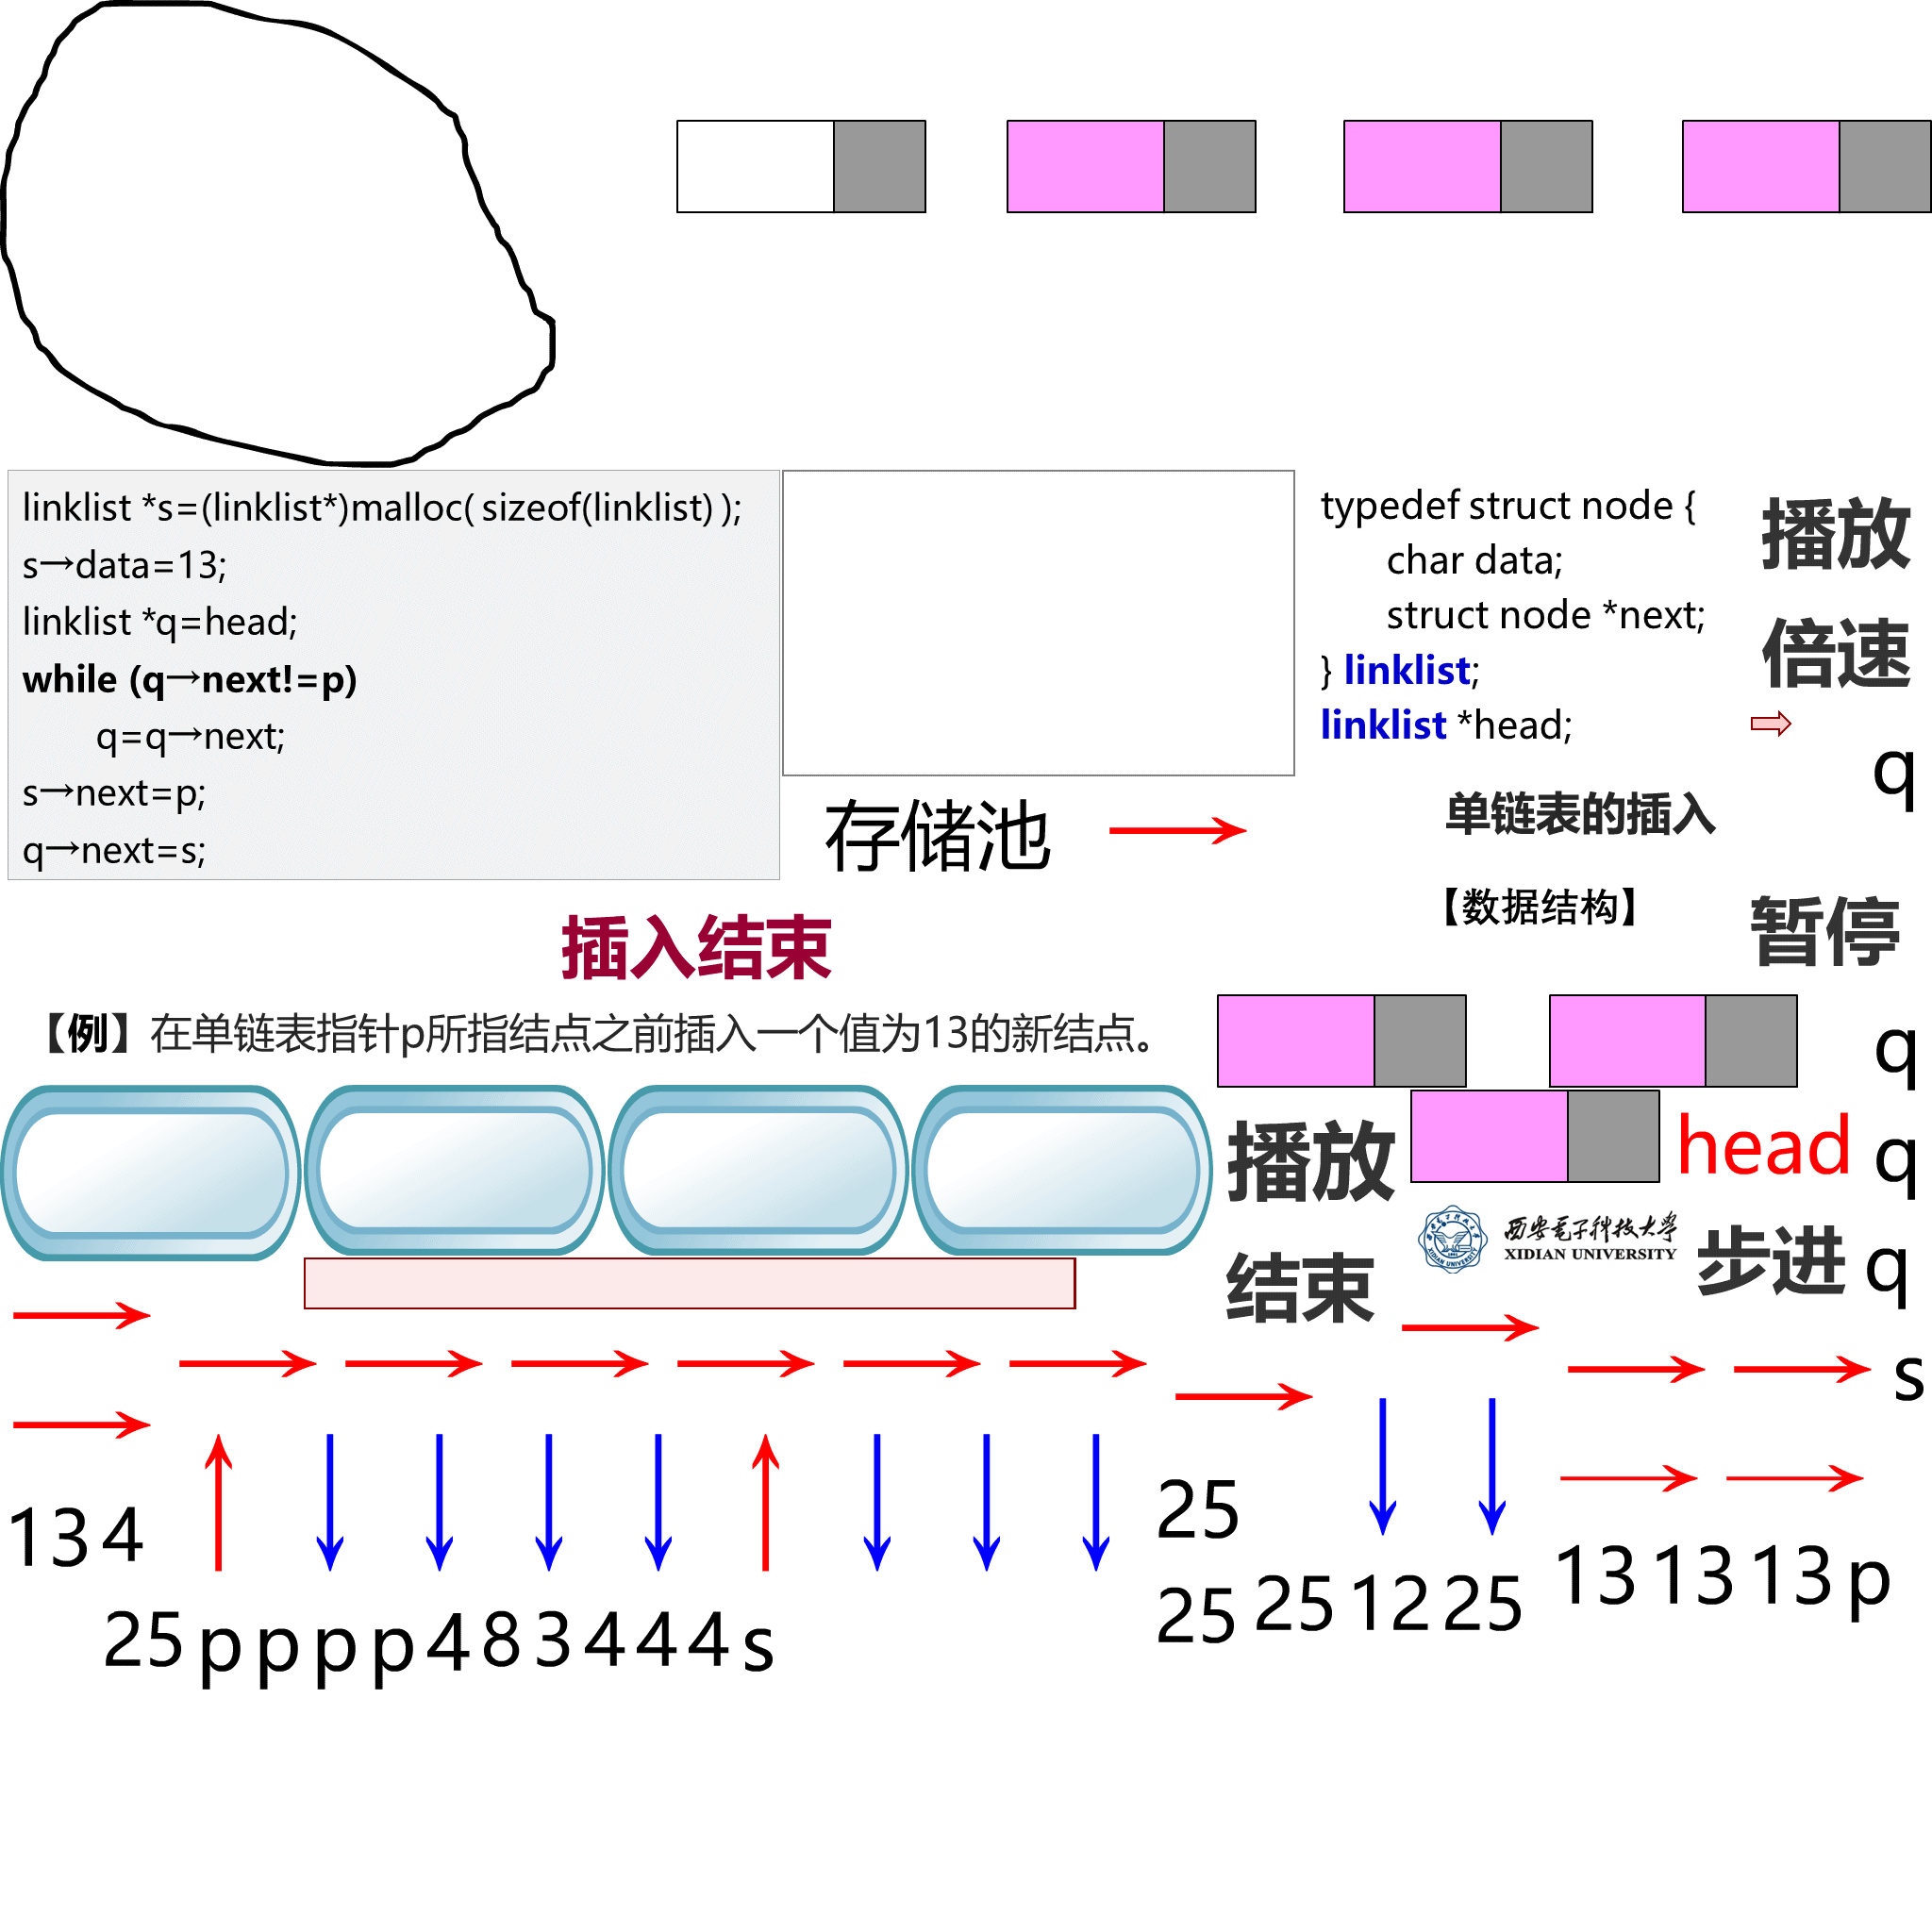 linklist *s=(linklist*)malloc( sizeof(linklist) );
s→data=13;
linklist *q=head;
while (q→next!=p)
q=q→next;
s→next=p;
q→next=s;
typedef struct node {
char data;
struct node *next;
} linklist;
linklist *head;
播放
倍速
q
存储池
单链表的插入
【数据结构】
暂停
插入结束
【例】在单链表指针p所指结点之前插入一个值为13的新结点。
q
播放
head
q
西安电子科技大学
XIDIAN UNIVERSITY
结束
步进
q
s
13 4
25
25 25 12 25
13 13 13 p
25 p p p p 4 8 3 4 4 4 s